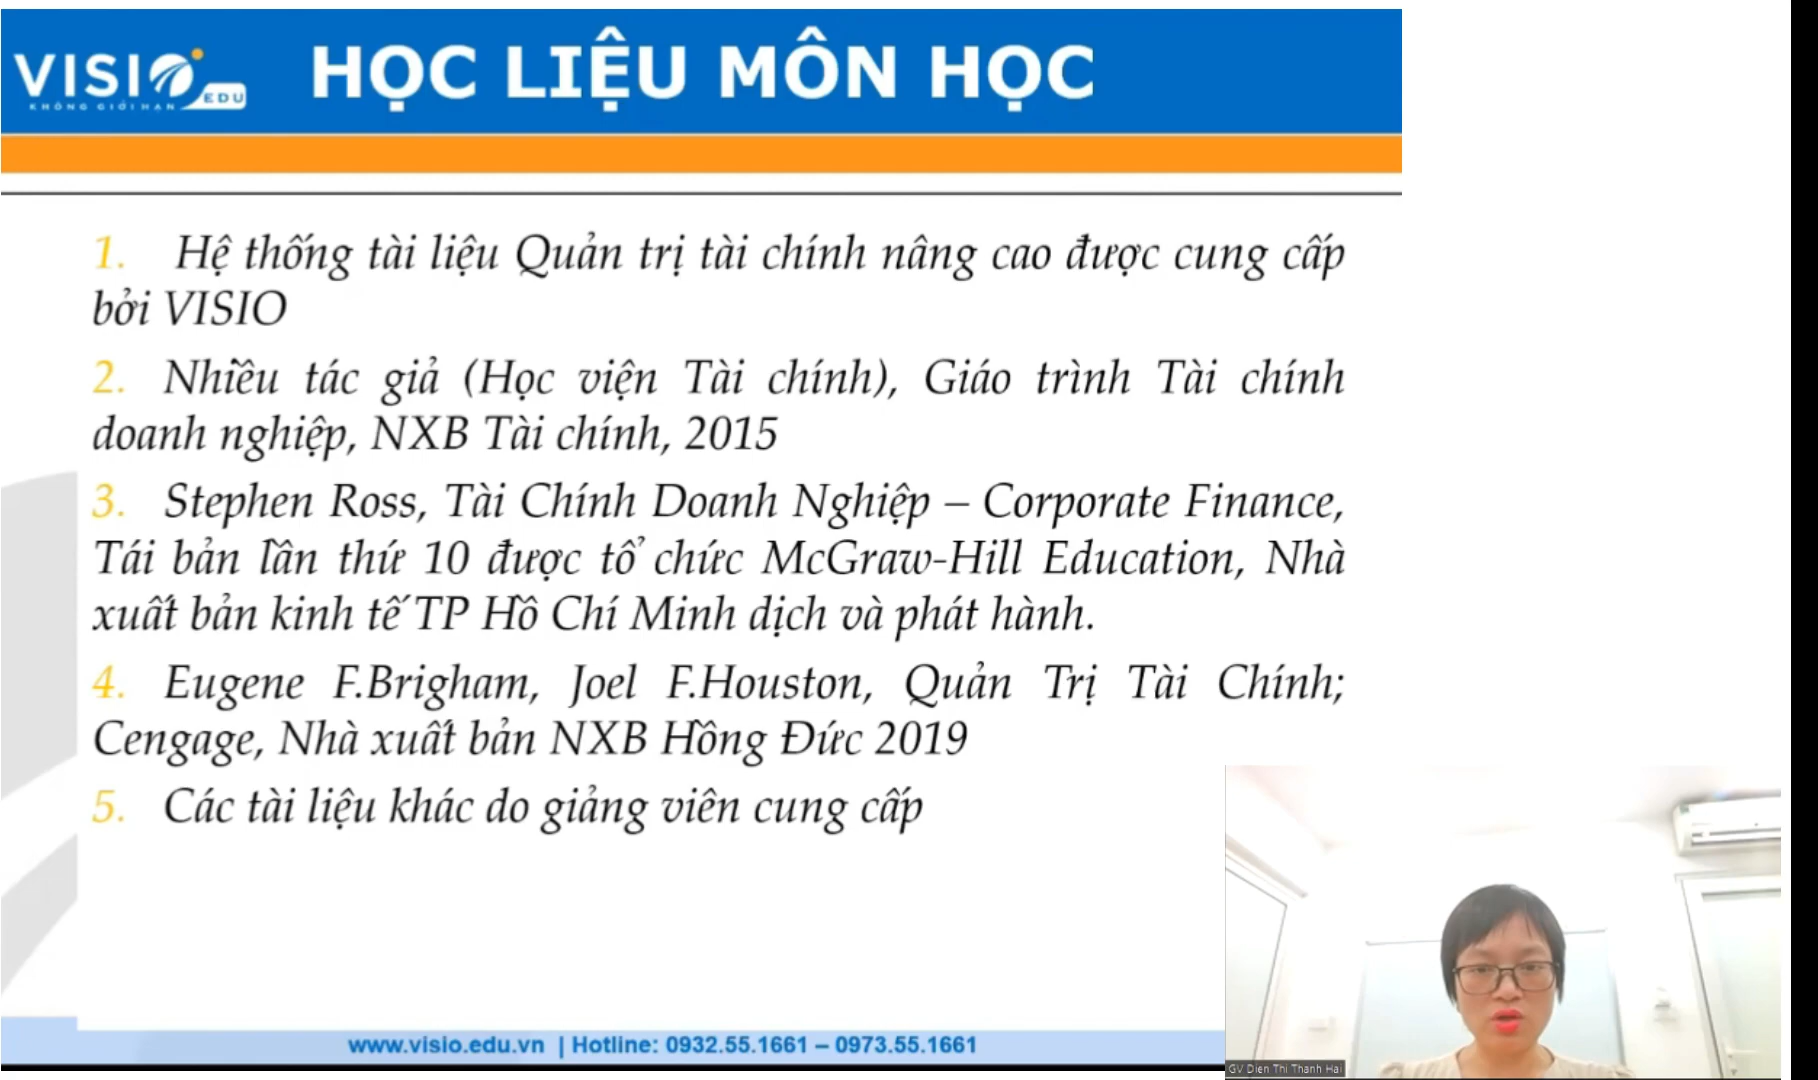 VISIO EDU
KHÔNG GIỚI HẠN
HỌC LIỆU MÔN HỌC
1. Hệ thống tài liệu Quản trị tài chính nâng cao được cung cấp
bởi VISIO
2. Nhiều tác giả (Học viện Tài chính), Giáo trình Tài chính
doanh nghiệp, NXB Tài chính, 2015
3. Stephen Ross, Tài Chính Doanh Nghiệp – Corporate Finance,
Tái bản lần thứ 10 được tổ chức McGraw-Hill Education, Nhà
xuất bản kinh tế TP Hồ Chí Minh dịch và phát hành.
4. Eugene F.Brigham, Joel F.Houston, Quản Trị Tài Chính;
Cengage, Nhà xuất bản NXB Hồng Đức 2019
5. Các tài liệu khác do giảng viên cung cấp
www.visio.edu.vn | Hotline: 0932.55.1661 – 0973.55.1661
GV Dien Thi Thanh Hai